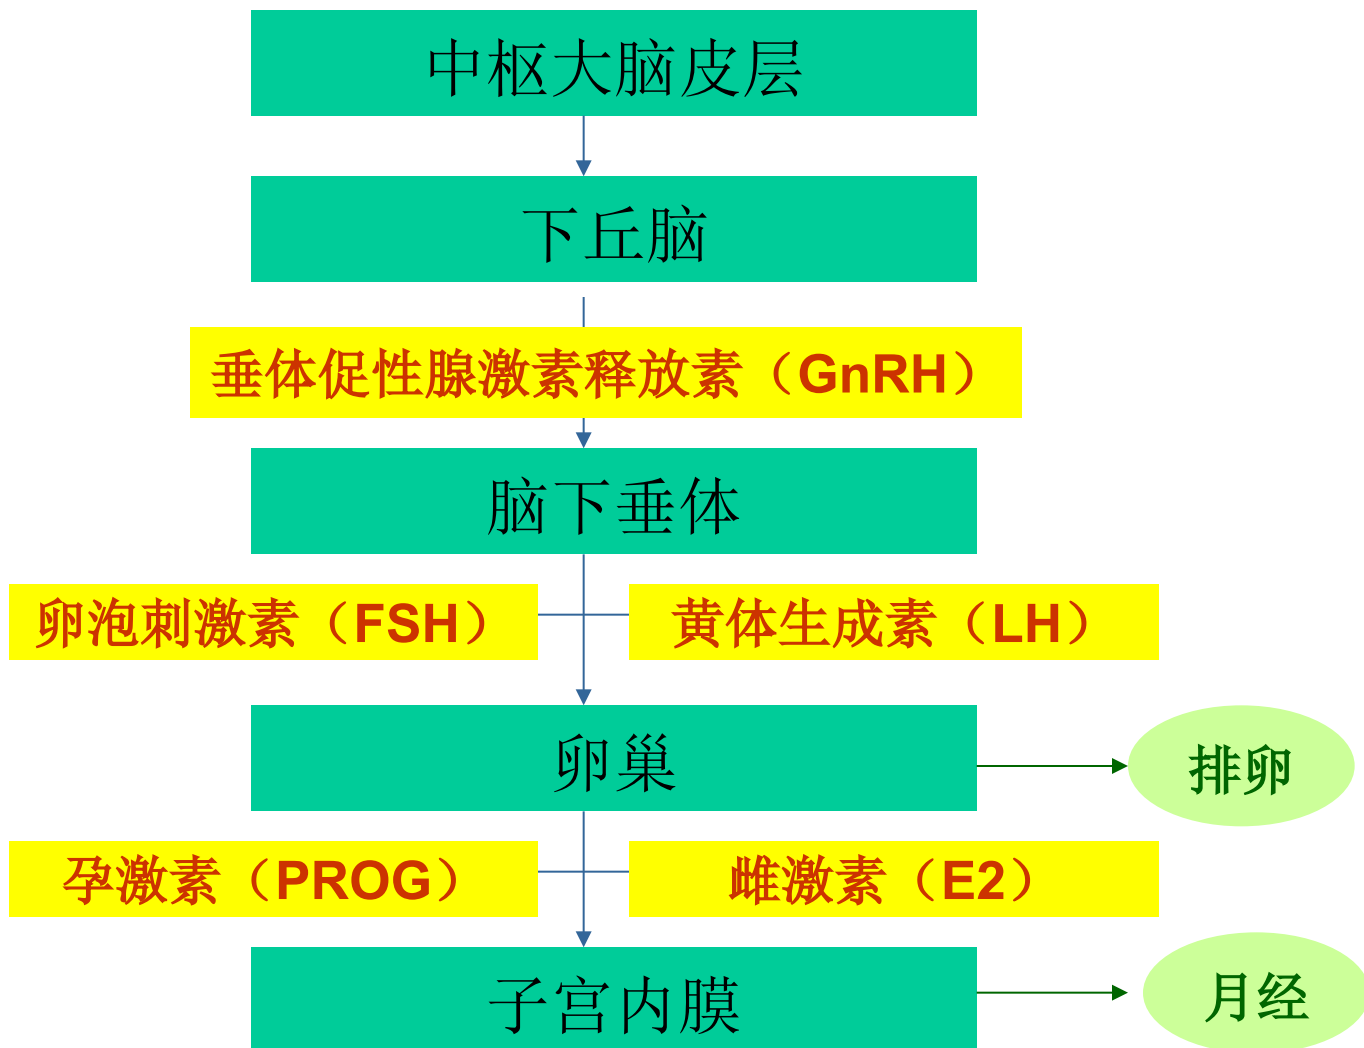 中枢大脑皮层
下丘脑
垂体促性腺激素释放素（GnRH）
脑下垂体
卵泡刺激素（FSH）
黄体生成素（LH）
卵巢
排卵
孕激素（PROG）
雌激素（E2）
子宫内膜
月经